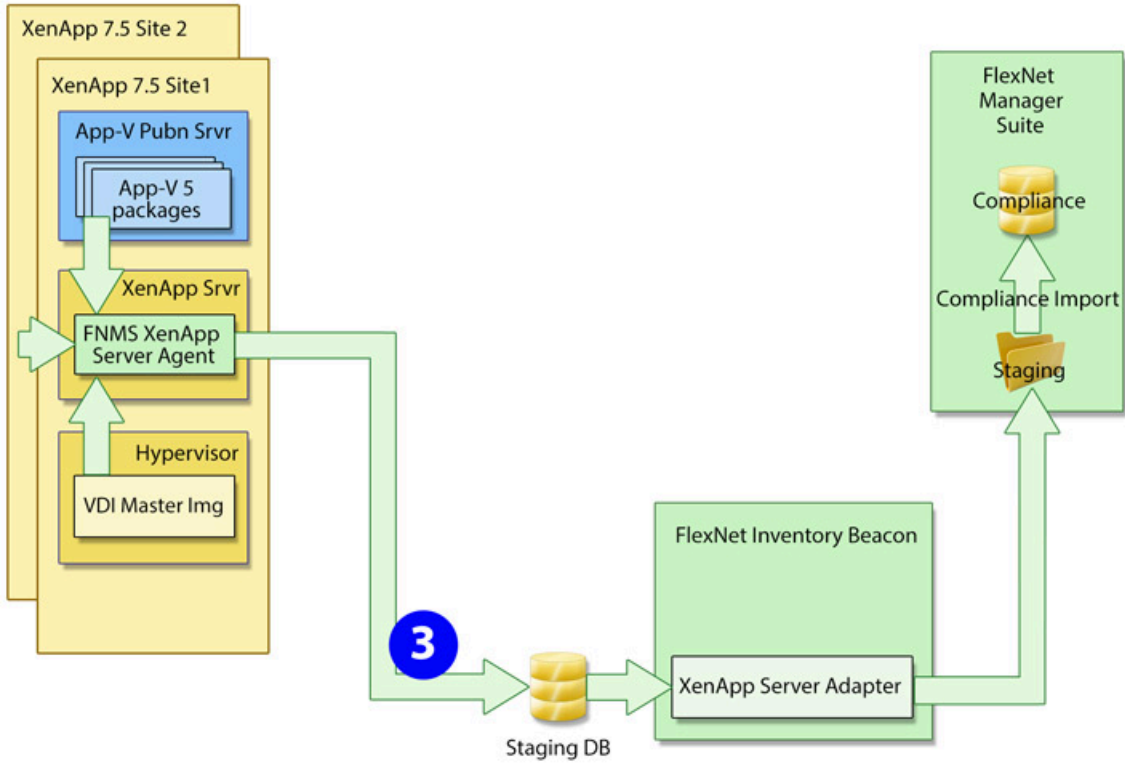 XenApp 7.5 Site 2
XenApp 7.5 Site1
App-V Pubn Srvr
App-V 5
packages
XenApp Srvr
FNMS XenApp
Server Agent
Hypervisor
VDI Master Img
3
Staging DB
FlexNet Inventory Beacon
XenApp Server Adapter
FlexNet
Manager
Suite
Compliance
Compliance Import
Staging